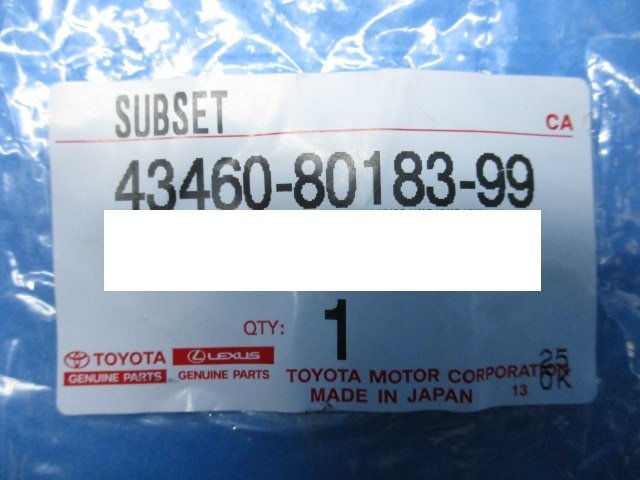 SUBSET
CA
43460-80183-99
QTY: 1
TOYOTA LEXUS
GENUINE PARTS GENUINE PARTS
TOYOTA MOTOR CORPORATION
25
OK
MADE IN JAPAN 13